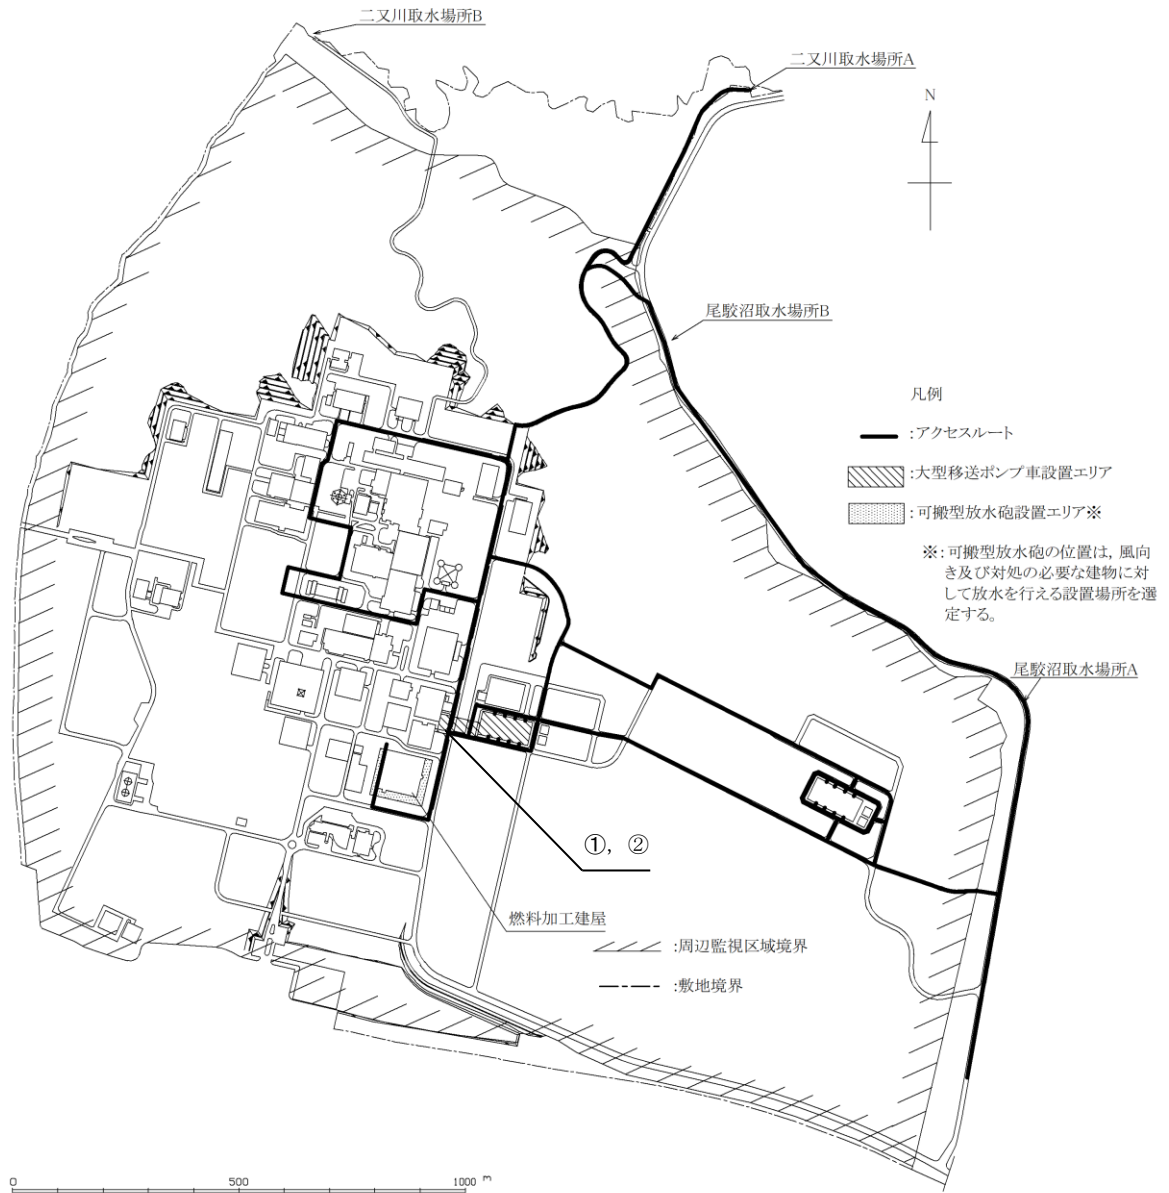 二又川取水場所B
二又川取水場所A
N
尾駮沼取水場所B
凡例
:アクセスルート
:大型移送ポンプ車設置エリア
:可搬型放水砲設置エリア※
※:可搬型放水砲の位置は，風向
き及び対処の必要な建物に対
して放水を行える設置場所を選
定する。
尾駮沼取水場所A
①，②
燃料加工建屋
:周辺監視区域境界
:敷地境界
0 500 1000 m